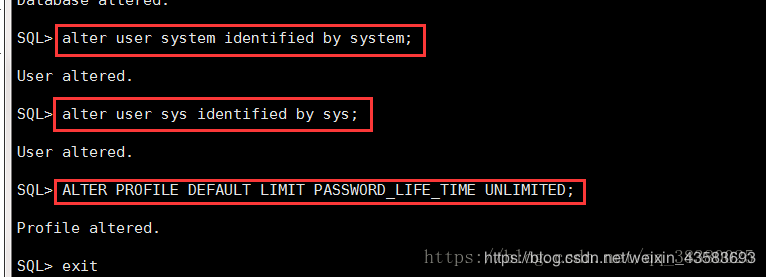 Database altered.
SQL> alter user system identified by system;
User altered.
SQL> alter user sys identified by sys;
User altered.
SQL> ALTER PROFILE DEFAULT LIMIT PASSWORD_LIFE_TIME UNLIMITED;
Profile altered.
SQL> exit
https://blog.csdn.net/weixin_43583693